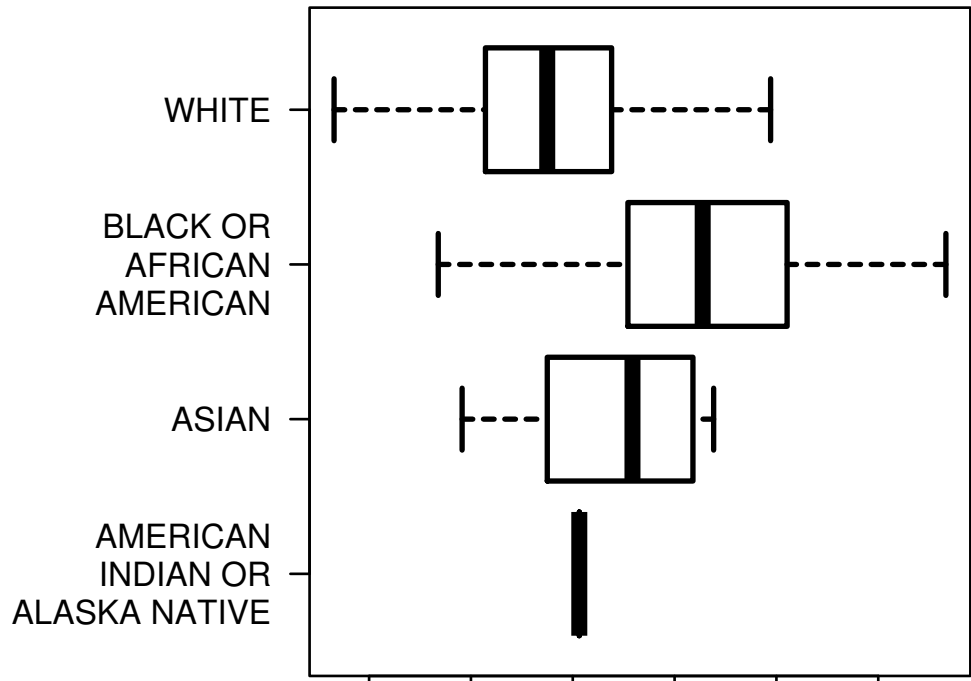 WHITE
BLACK OR
AFRICAN
AMERICAN
ASIAN
AMERICAN
INDIAN OR
ALASKA NATIVE